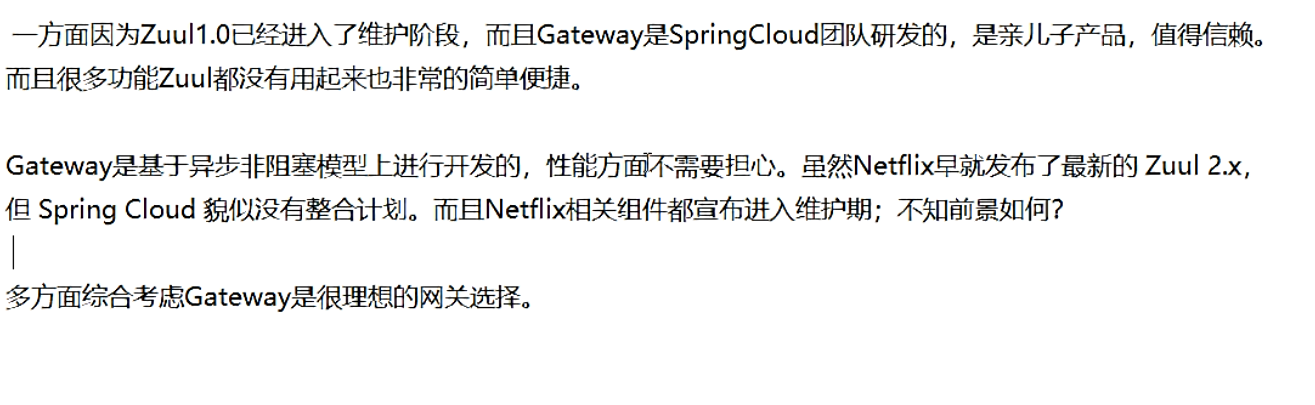 一方面因为Zuul1.0已经进入了维护阶段，而且Gateway是SpringCloud团队研发的，是亲儿子产品，值得信赖。
而且很多功能Zuul都没有用起来也非常的简单便捷。
Gateway是基于异步非阻塞模型上进行开发的，性能方面不需要担心。虽然Netflix早就发布了最新的 Zuul 2.x，
但 Spring Cloud 貌似没有整合计划。而且Netflix相关组件都宣布进入维护期；不知前景如何？
多方面综合考虑Gateway是很理想的网关选择。